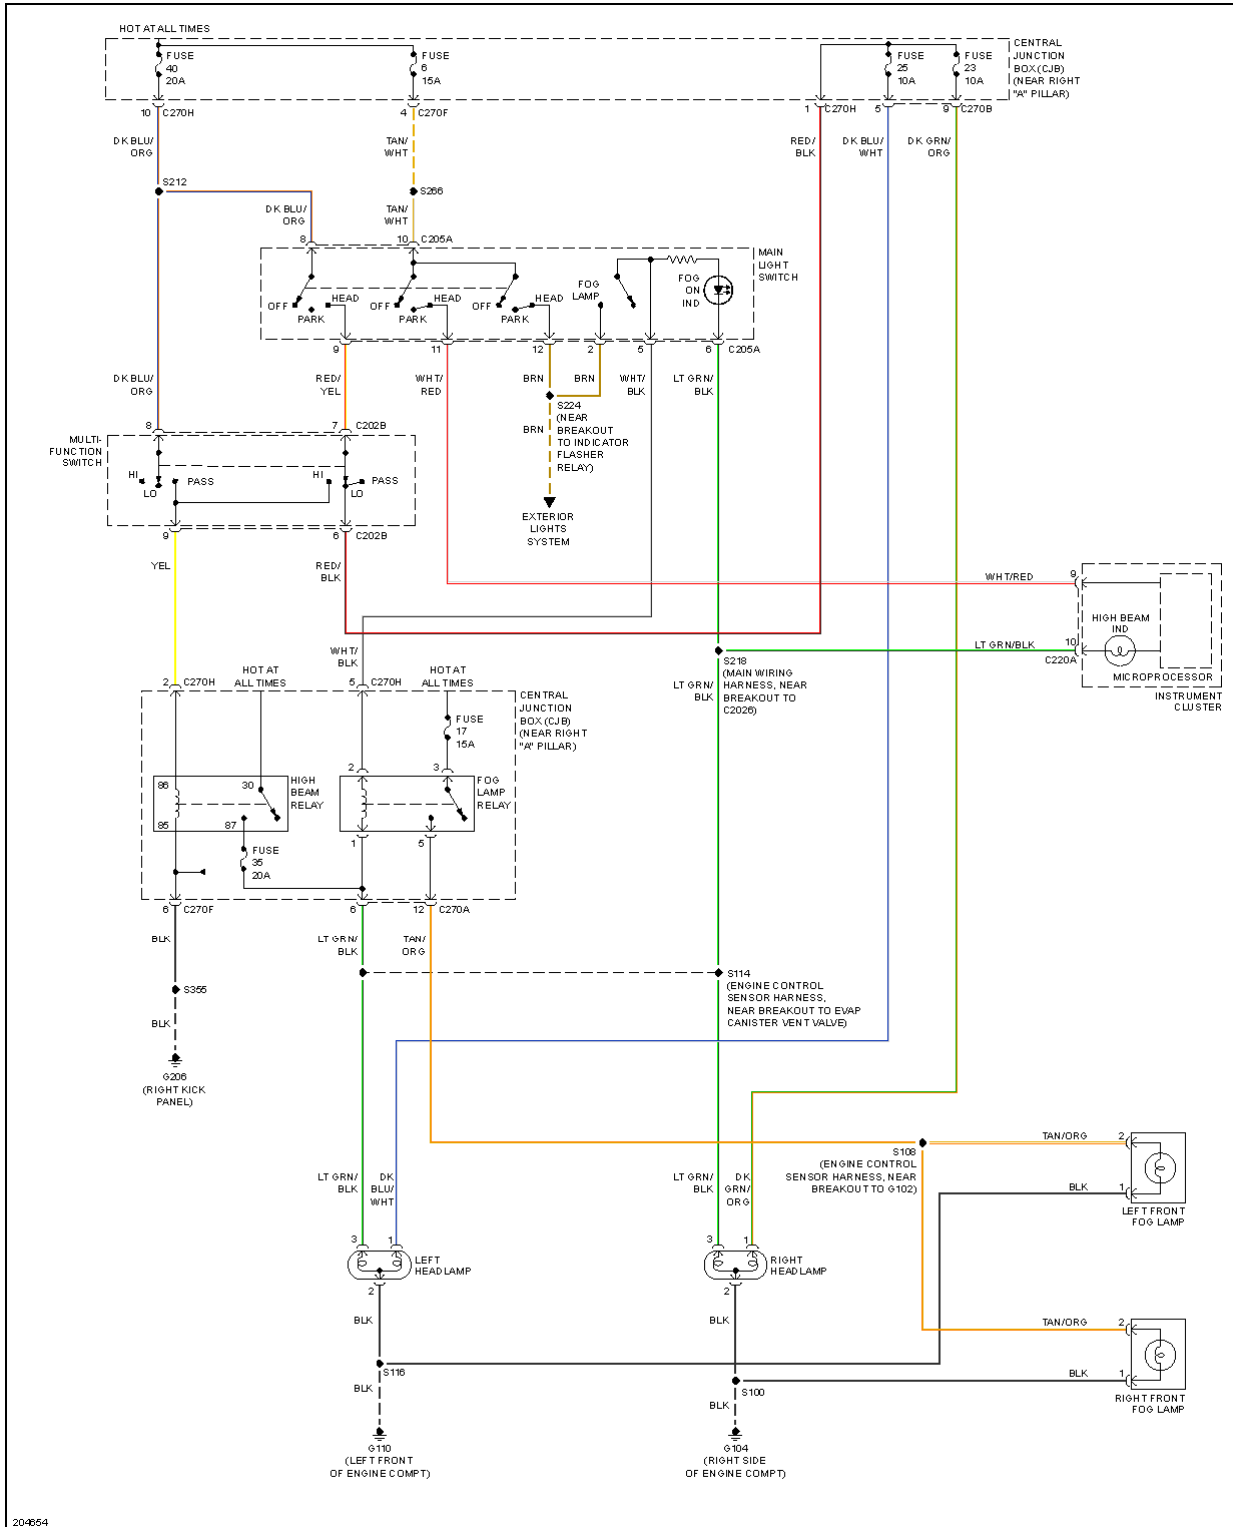 HOT AT ALL TIMES
FUSE
40
20A
FUSE
6
15A
FUSE
25
10A
FUSE
23
10A
CENTRAL
JUNCTION
BOX (CJB)
(NEAR RIGHT
"A" PILLAR)
10 C270H
4 C270F
1 C270H
5
9 C270B
DK BLU/
ORG
TAN/
WHT
RED/
BLK
DK BLU/
WHT
DK GRN/
ORG
S212
S266
DK BLU/
ORG
TAN/
WHT
8
10 C205A
MAIN
LIGHT
SWITCH
OFF
PARK
HEAD
OFF
PARK
HEAD
OFF
PARK
HEAD
FOG
LAMP
FOG
ON
IND
9
11
12
2
5
6 C205A
DK BLU/
ORG
RED/
YEL
WHT/
RED
BRN
BRN
WHT/
BLK
LT GRN/
BLK
S224
(NEAR
BREAKOUT
TO INDICATOR
FLASHER
RELAY)
BRN
EXTERIOR
LIGHTS
SYSTEM
8
7 C202B
MULTI-
FUNCTION
SWITCH
HI
LO
PASS
HI
LO
PASS
9
6 C202B
YEL
RED/
BLK
WHT/RED
9
HIGH BEAM
IND
LT GRN/BLK
10
C220A
MICROPROCESSOR
INSTRUMENT
CLUSTER
WHT/
BLK
S218
(MAIN WIRING
HARNESS, NEAR
BREAKOUT TO
C2026)
LT GRN/
BLK
2 C270H
HOT AT
ALL TIMES
5 C270H
HOT AT
ALL TIMES
CENTRAL
JUNCTION
BOX (CJB)
(NEAR RIGHT
"A" PILLAR)
FUSE
17
15A
2
3
86
30
HIGH
BEAM
RELAY
FOG
LAMP
RELAY
85
87
1
5
FUSE
35
20A
6 C270F
6
12 C270A
BLK
LT GRN/
BLK
TAN/
ORG
S355
S114
(ENGINE CONTROL
SENSOR HARNESS,
NEAR BREAKOUT TO EVAP
CANISTER VENT VALVE)
BLK
G206
(RIGHT KICK
PANEL)
S108
(ENGINE CONTROL
SENSOR HARNESS, NEAR
BREAKOUT TO G102)
TAN/ORG
2
BLK
1
LEFT FRONT
FOG LAMP
LT GRN/
BLK
DK
BLU/
WHT
LT GRN/
BLK
DK
GRN/
ORG
3
1
LEFT
HEADLAMP
2
3
1
RIGHT
HEADLAMP
2
BLK
BLK
TAN/ORG
2
BLK
1
RIGHT FRONT
FOG LAMP
S116
S100
BLK
BLK
G110
(LEFT FRONT
OF ENGINE COMPT)
G104
(RIGHT SIDE
OF ENGINE COMPT)
204654